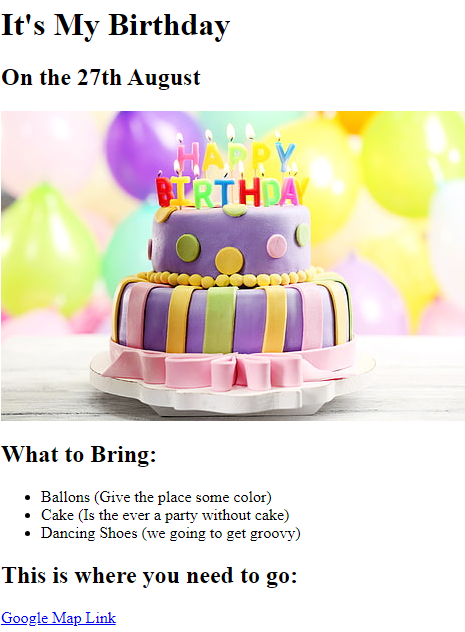 It's My Birthday
On the 27th August
HAPPY
BIRTHDAY
What to Bring:
Ballons (Give the place some color)
Cake (Is the ever a party without cake)
Dancing Shoes (we going to get groovy)
This is where you need to go:
Google Map Link